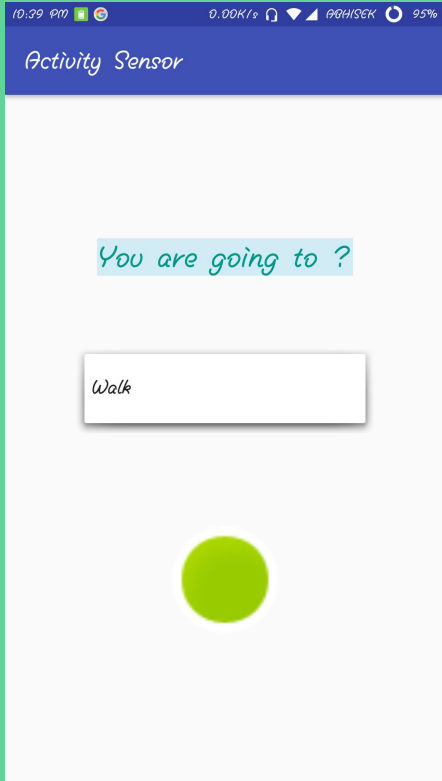 10:39 PM 0.00K/s ABHISEK 95%
Activity Sensor
You are going to ?
Walk